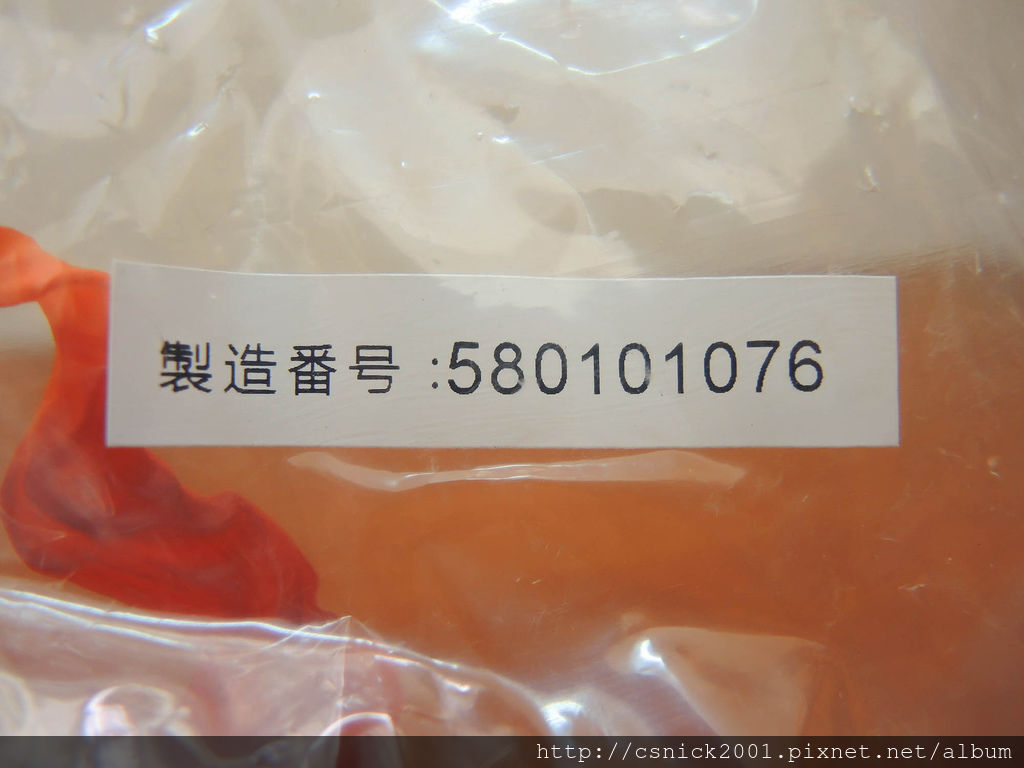 製造番号 :580101076
http://csnick2001.pixnet.net/album